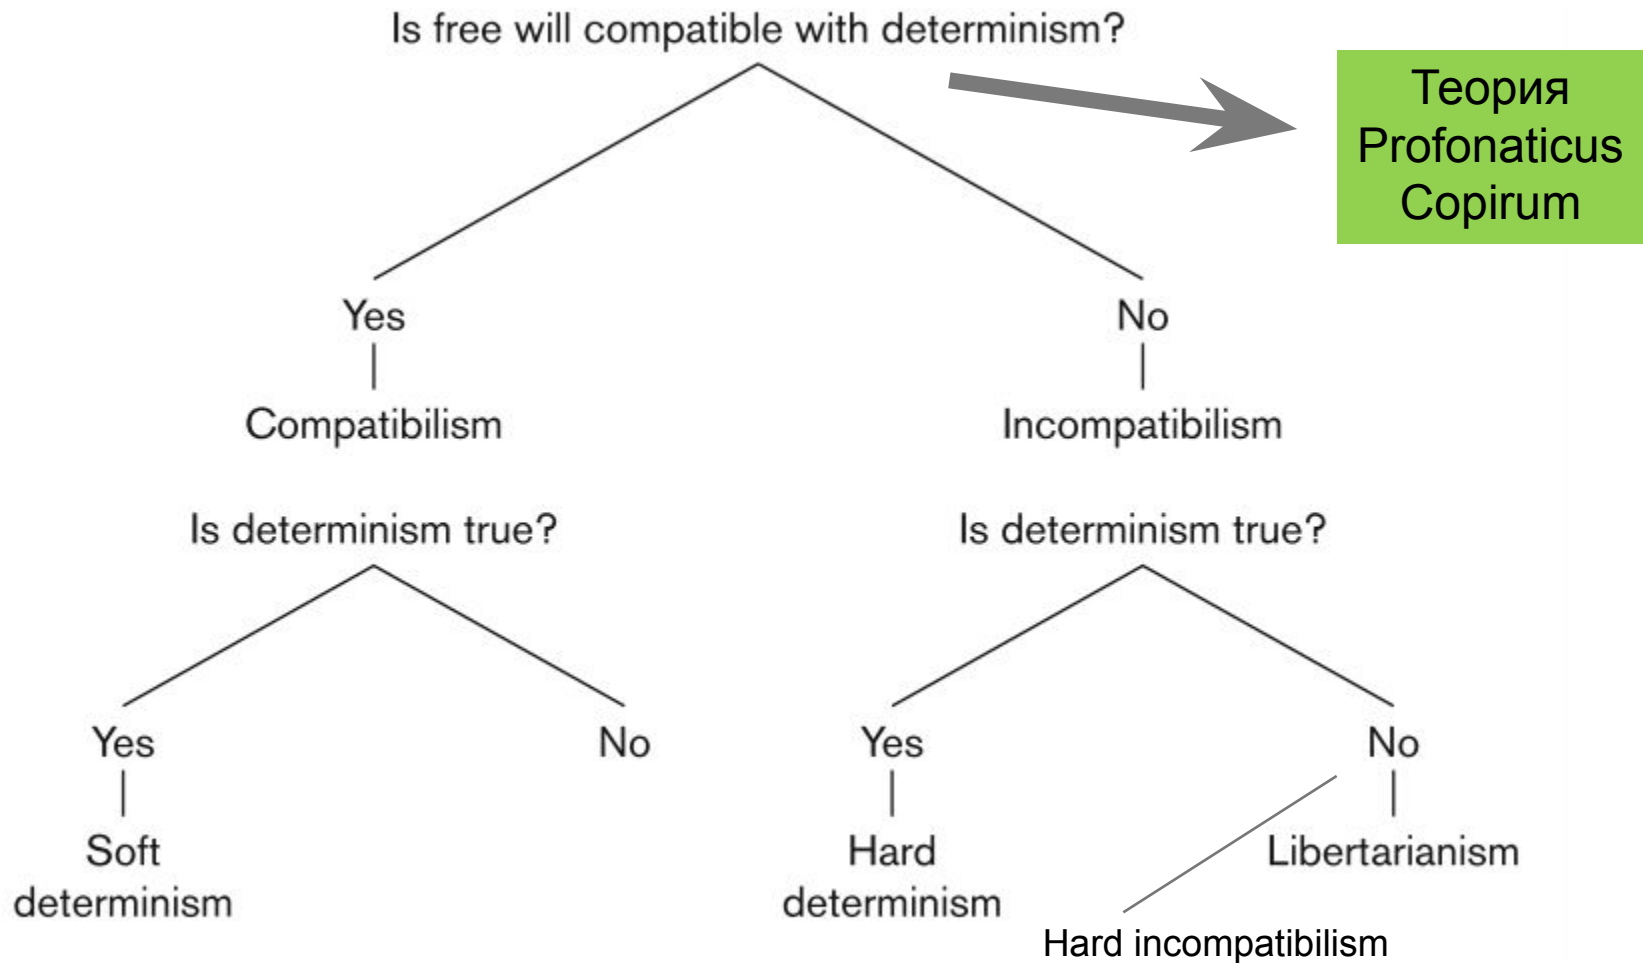 Is free will compatible with determinism?
Теория
Profonaticus
Copirum
Yes
No
Compatibilism
Incompatibilism
Is determinism true?
Is determinism true?
Yes
No
Yes
No
Soft
determinism
Hard
determinism
Libertarianism
Hard incompatibilism